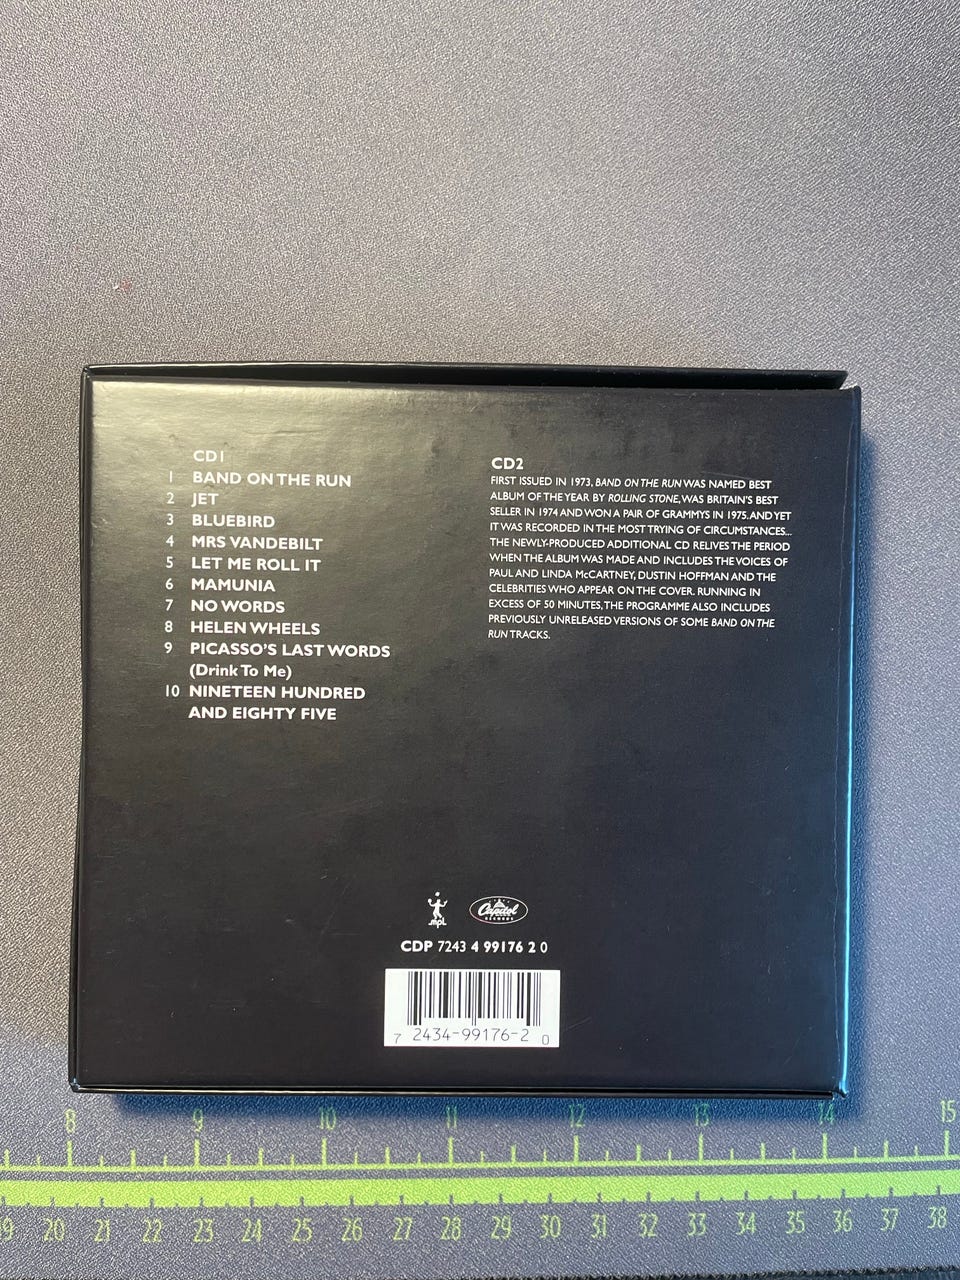 CD1
1 BAND ON THE RUN
2 JET
3 BLUEBIRD
4 MRS VANDEBILT
5 LET ME ROLL IT
6 MAMUNIA
7 NO WORDS
8 HELEN WHEELS
9 PICASSO'S LAST WORDS
(Drink To Me)
10 NINETEEN HUNDRED
AND EIGHTY FIVE
CD2
FIRST ISSUED IN 1973, BAND ON THE RUN WAS NAMED BEST
ALBUM OF THE YEAR BY ROLLING STONE, WAS BRITAIN'S BEST
SELLER IN 1974 AND WON A PAIR OF GRAMMYS IN 1975. AND YET
IT WAS RECORDED IN THE MOST TRYING OF CIRCUMSTANCES...
THE NEWLY-PRODUCED ADDITIONAL CD RELIVES THE PERIOD
WHEN THE ALBUM WAS MADE AND INCLUDES THE VOICES OF
PAUL AND LINDA McCARTNEY, DUSTIN HOFFMAN AND THE
CELEBRITIES WHO APPEAR ON THE COVER. RUNNING IN
EXCESS OF 50 MINUTES, THE PROGRAMME ALSO INCLUDES
PREVIOUSLY UNRELEASED VERSIONS OF SOME BAND ON THE
RUN TRACKS.
mpl
Capitol
RECORDS
CDP 7243 4 99176 2 0
7 2434-99176-2 0
8 9 10 11 12 13 14 15
19 20 21 22 23 24 25 26 27 28 29 30 31 32 33 34 35 36 37 38